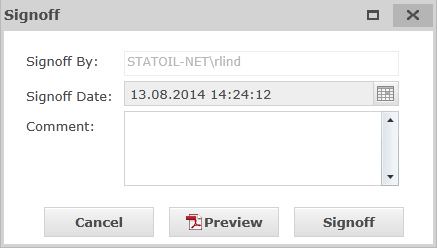 Signoff
Signoff By: STATOIL-NET\rlind
Signoff Date: 13.08.2014 14:24:12
Comment:
Cancel Preview Signoff